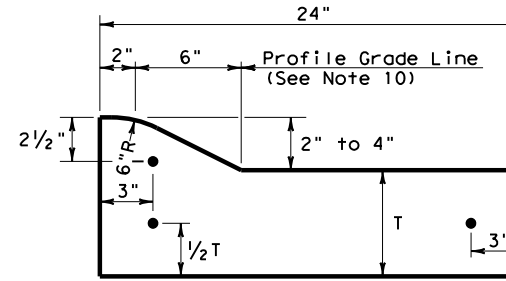 24"
2" 6" Profile Grade Line
(See Note 10)
2½" 6"R 2" to 4"
3"
½T T 3"